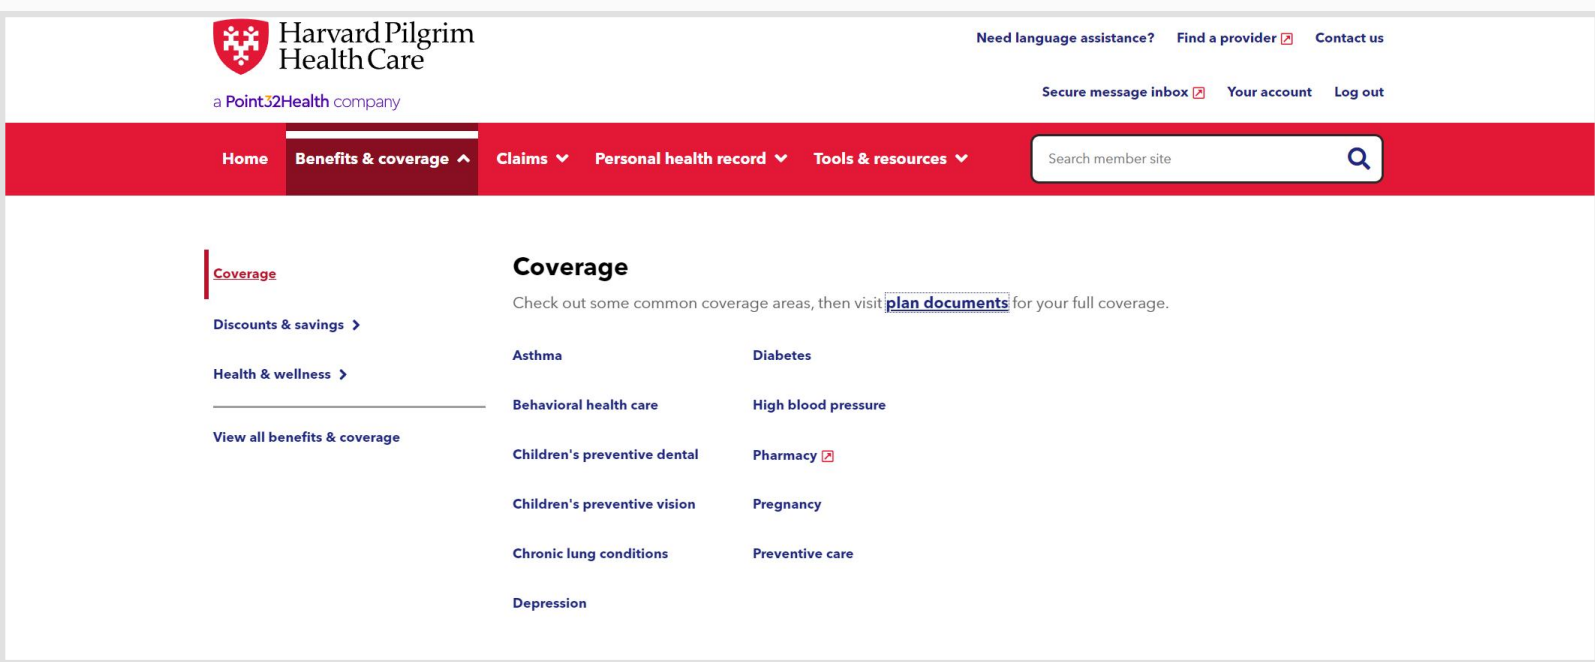 Harvard Pilgrim
Health Care
a Point32Health company
Need language assistance? Find a provider Contact us
Secure message inbox Your account Log out
Home Benefits & coverage Claims Personal health record Tools & resources Search member site
Coverage
Discounts & savings
Health & wellness
View all benefits & coverage
Coverage
Check out some common coverage areas, then visit plan documents for your full coverage.
Asthma
Behavioral health care
Children's preventive dental
Children's preventive vision
Chronic lung conditions
Depression
Diabetes
High blood pressure
Pharmacy
Pregnancy
Preventive care